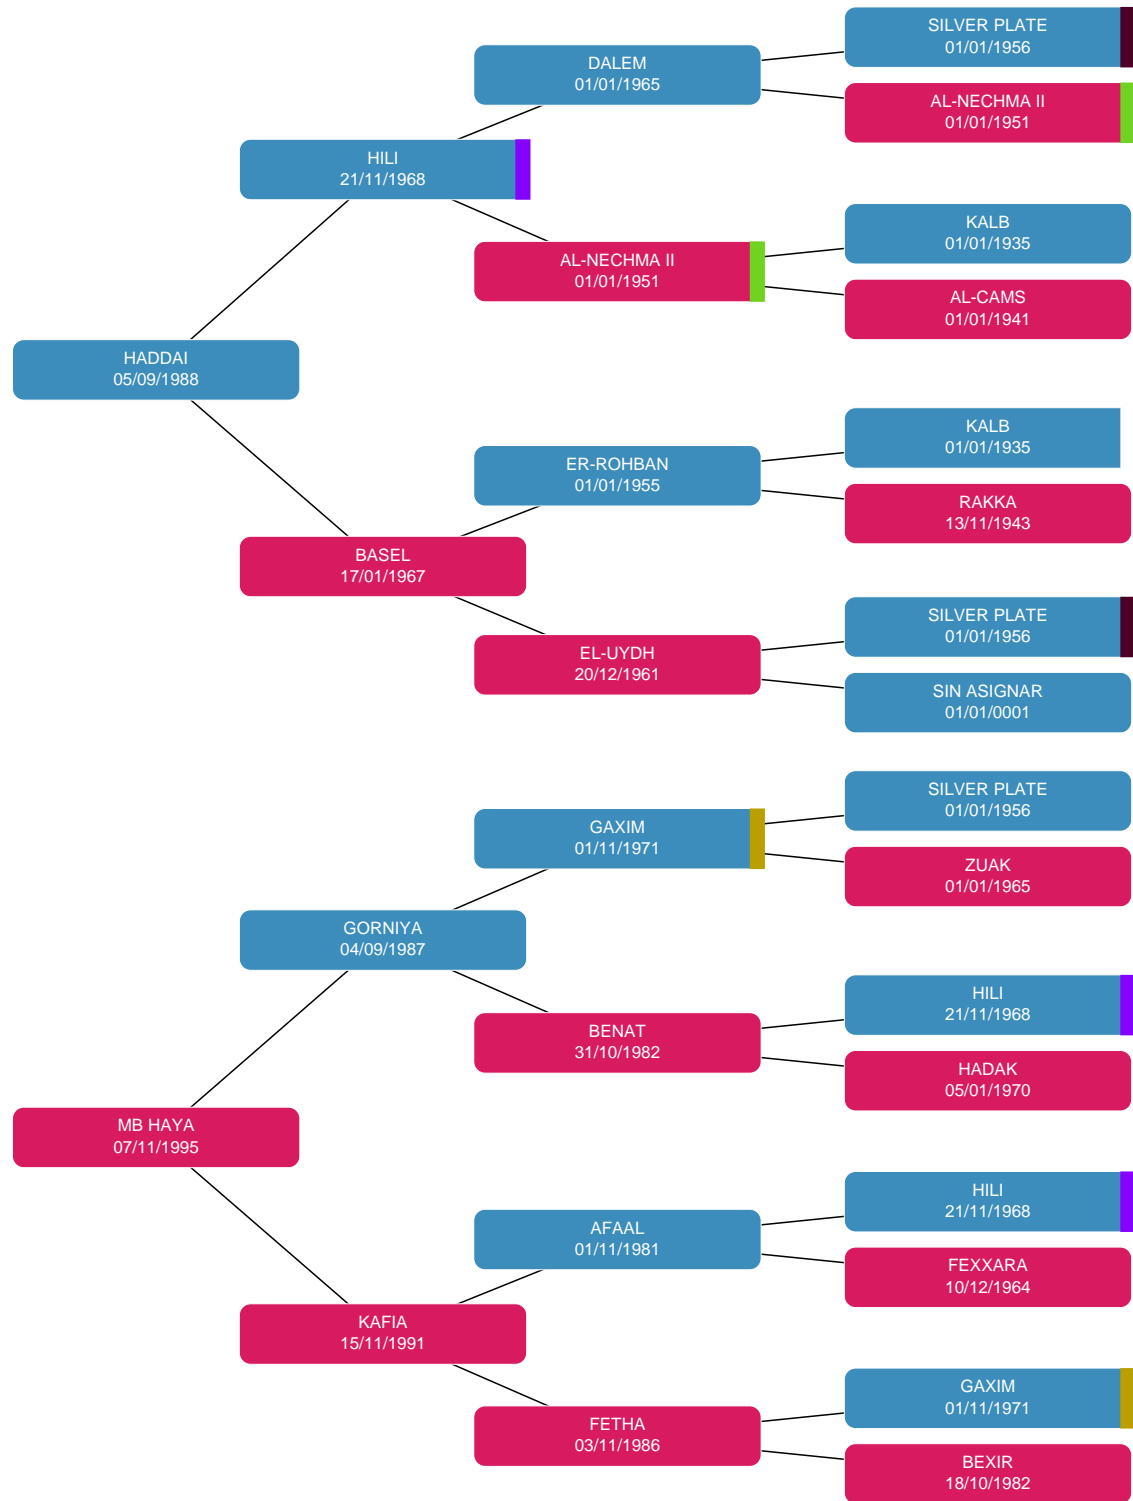 SILVER PLATE
01/01/1956
DALEM
01/01/1965
AL-NECHMA II
01/01/1951
HILI
21/11/1968
KALB
01/01/1935
AL-NECHMA II
01/01/1951
AL-CAMS
01/01/1941
HADDAI
05/09/1988
KALB
01/01/1935
ER-ROHBAN
01/01/1955
RAKKA
13/11/1943
BASEL
17/01/1967
SILVER PLATE
01/01/1956
EL-UYDH
20/12/1961
SIN ASIGNAR
01/01/0001
SILVER PLATE
01/01/1956
GAXIM
01/11/1971
ZUAK
01/01/1965
GORNIYA
04/09/1987
HILI
21/11/1968
BENAT
31/10/1982
HADAK
05/01/1970
MB HAYA
07/11/1995
HILI
21/11/1968
AFAAL
01/11/1981
FEXXARA
10/12/1964
KAFIA
15/11/1991
GAXIM
01/11/1971
FETHA
03/11/1986
BEXIR
18/10/1982